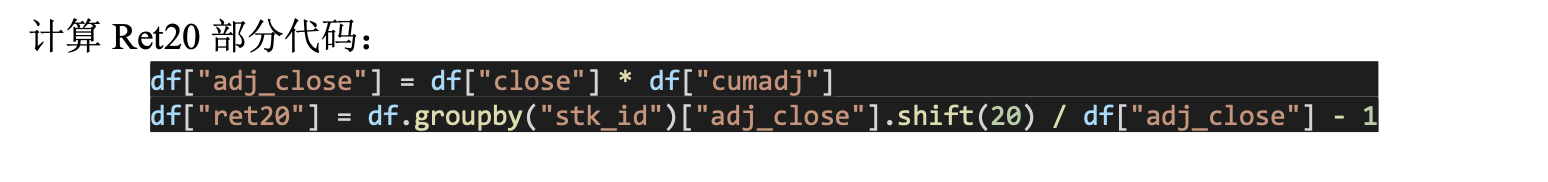 计算 Ret20 部分代码：
df["adj_close"] = df["close"] * df["cumadj"]
df["ret20"] = df.groupby("stk_id")["adj_close"].shift(20) / df["adj_close"] - 1